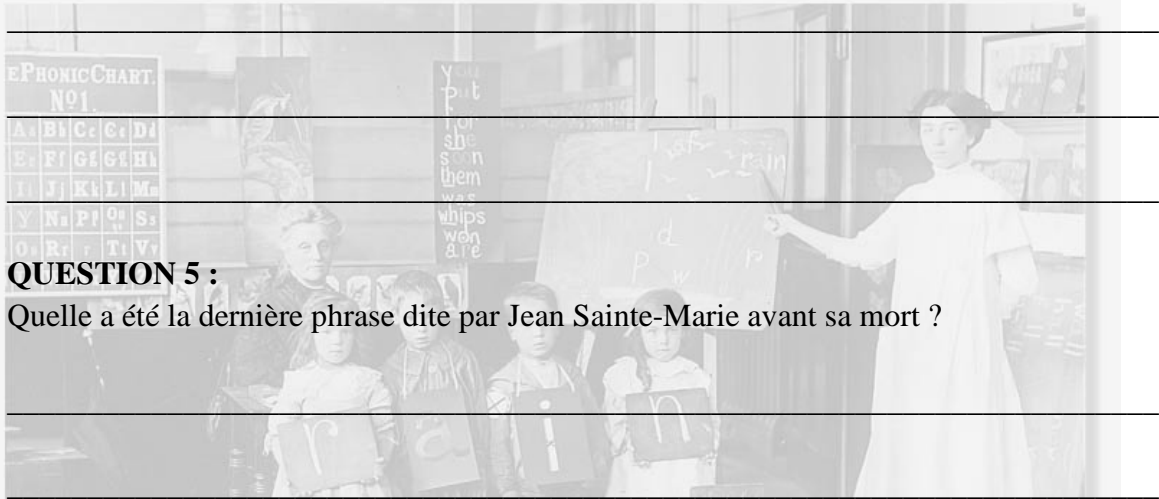 EPHONIC CHART.
Nº 1.
Aa Bb Cc Cc Dd
Ee Ff Gg Gg Hh
Ii Jj Kk Ll Mm
Y Nn Pp Qu Ss
Oo Rr r Tt Vv
you
put
For
she
soon
them
was
whips
won
are
rain
d
P w r
QUESTION 5 :
Quelle a été la dernière phrase dite par Jean Sainte-Marie avant sa mort ?
r a i n